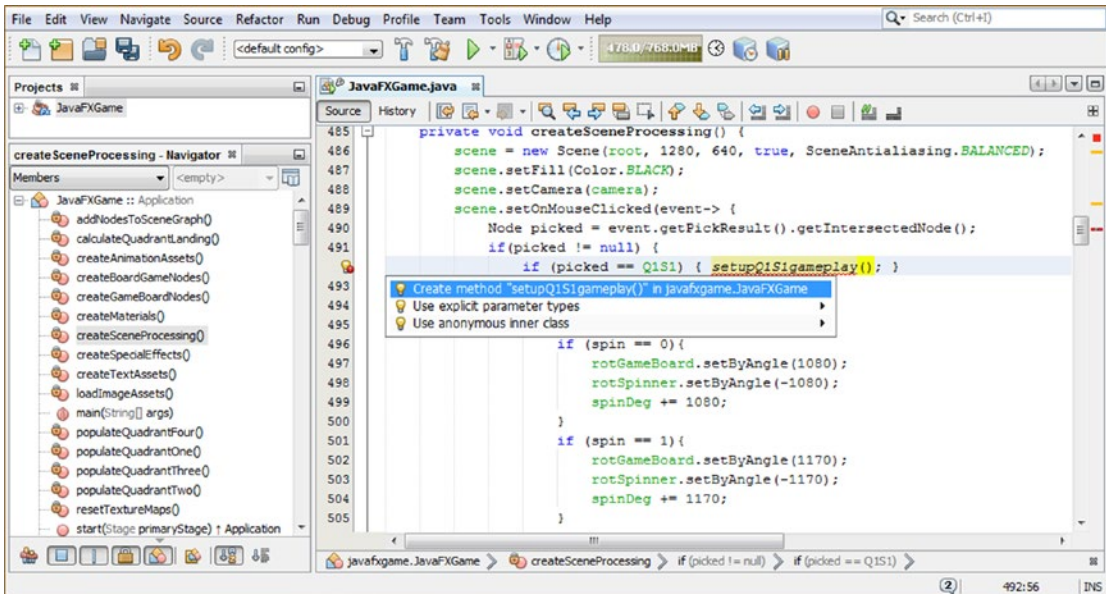 File Edit View Navigate Source Refactor Run Debug Profile Team Tools Window Help
Search (Ctrl+I)
<default config>
478.0/768.0MB
Projects
JavaFXGame
createSceneProcessing - Navigator
Members
<empty>
JavaFXGame :: Application
addNodesToSceneGraph()
calculateQuadrantLanding()
createAnimationAssets()
createBoardGameNodes()
createGameBoardNodes()
createMaterials()
createSceneProcessing()
createSpecialEffects()
createTextAssets()
loadImageAssets()
main(String[] args)
populateQuadrantFour()
populateQuadrantOne()
populateQuadrantThree()
populateQuadrantTwo()
resetTextureMaps()
start(Stage primaryStage) ↑ Application
JavaFXGame.java
Source History
485 private void createSceneProcessing() {
486 scene = new Scene(root, 1280, 640, true, SceneAntialiasing.BALANCED);
487 scene.setFill(Color.BLACK);
488 scene.setCamera(camera);
489 scene.setOnMouseClicked(event-> {
490 Node picked = event.getPickResult().getIntersectedNode();
491 if(picked != null) {
if (picked == Q1S1) { setupQ1S1gameplay(); }
493 Create method "setupQ1S1gameplay()" in javafxgame.JavaFXGame
494 Use explicit parameter types
495 Use anonymous inner class
496 if (spin == 0){
497 rotGameBoard.setByAngle(1080);
498 rotSpinner.setByAngle(-1080);
499 spinDeg += 1080;
500 }
501 if (spin == 1){
502 rotGameBoard.setByAngle(1170);
503 rotSpinner.setByAngle(-1170);
504 spinDeg += 1170;
505 }
javafxgame.JavaFXGame createSceneProcessing if (picked != null) if (picked == Q1S1)
2 492:56 INS